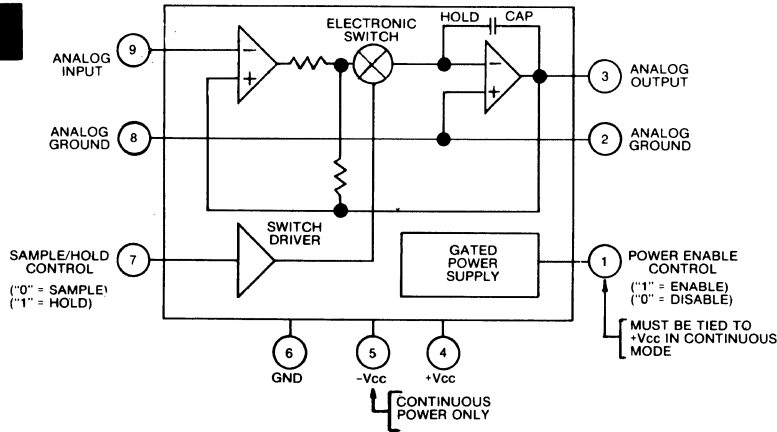 ELECTRONIC
SWITCH
HOLD CAP
9
ANALOG
INPUT
−
+
−
+
3
ANALOG
OUTPUT
ANALOG
GROUND
8
2
ANALOG
GROUND
SWITCH
DRIVER
SAMPLE/HOLD
CONTROL
("0" = SAMPLE)
("1" = HOLD)
7
GATED
POWER
SUPPLY
1
POWER ENABLE
CONTROL
("1" = ENABLE)
("0" = DISABLE)
MUST BE TIED TO
+Vcc IN CONTINUOUS
MODE
6
GND
5
−Vcc
4
+Vcc
CONTINUOUS
POWER ONLY